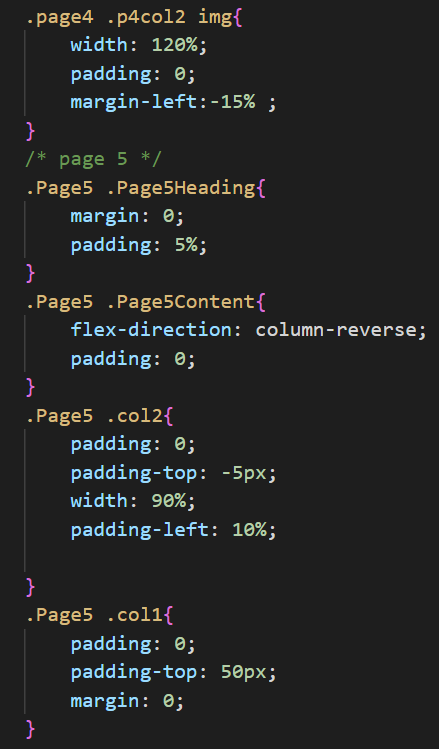 .page4 .p4col2 img{
    width: 120%;
    padding: 0;
    margin-left:-15% ;
}
/* page 5 */
.Page5 .Page5Heading{
    margin: 0;
    padding: 5%;
}
.Page5 .Page5Content{
    flex-direction: column-reverse;
    padding: 0;
}
.Page5 .col2{
    padding: 0;
    padding-top: -5px;
    width: 90%;
    padding-left: 10%;

}
.Page5 .col1{
    padding: 0;
    padding-top: 50px;
    margin: 0;
}